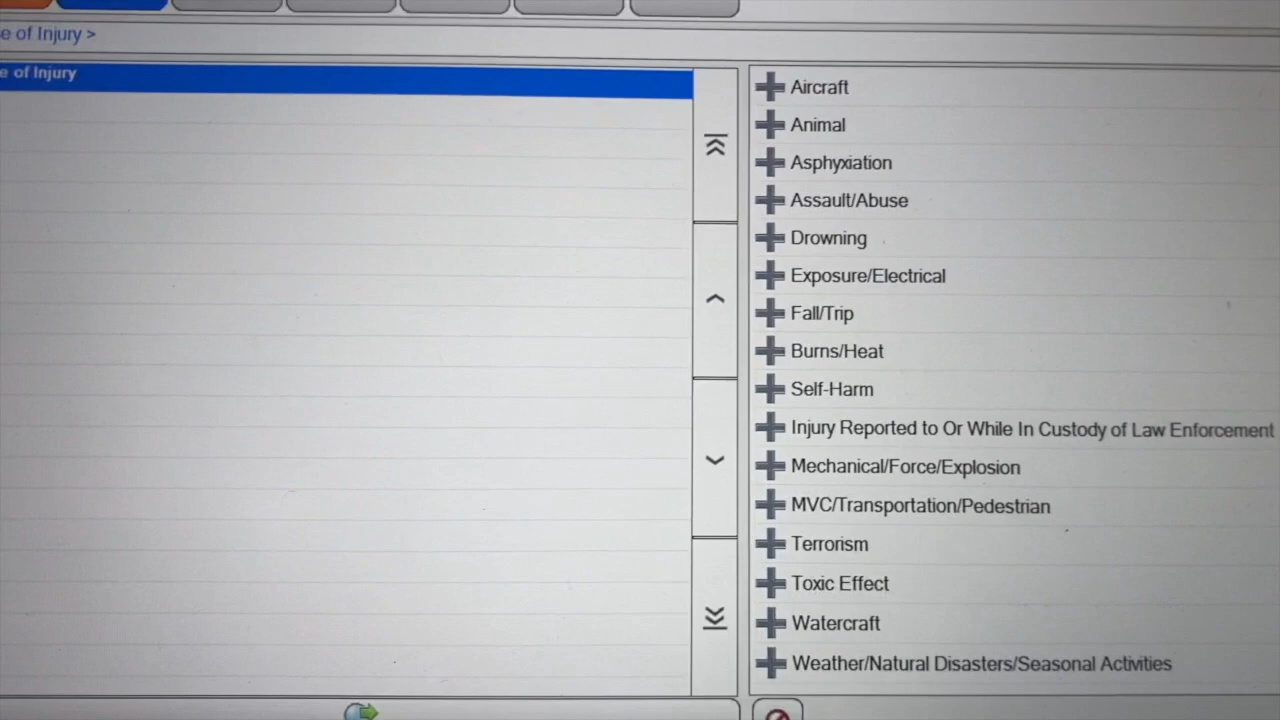 e of Injury >
e of Injury
Aircraft
Animal
Asphyxiation
Assault/Abuse
Drowning
Exposure/Electrical
Fall/Trip
Burns/Heat
Self-Harm
Injury Reported to Or While In Custody of Law Enforcement
Mechanical/Force/Explosion
MVC/Transportation/Pedestrian
Terrorism
Toxic Effect
Watercraft
Weather/Natural Disasters/Seasonal Activities